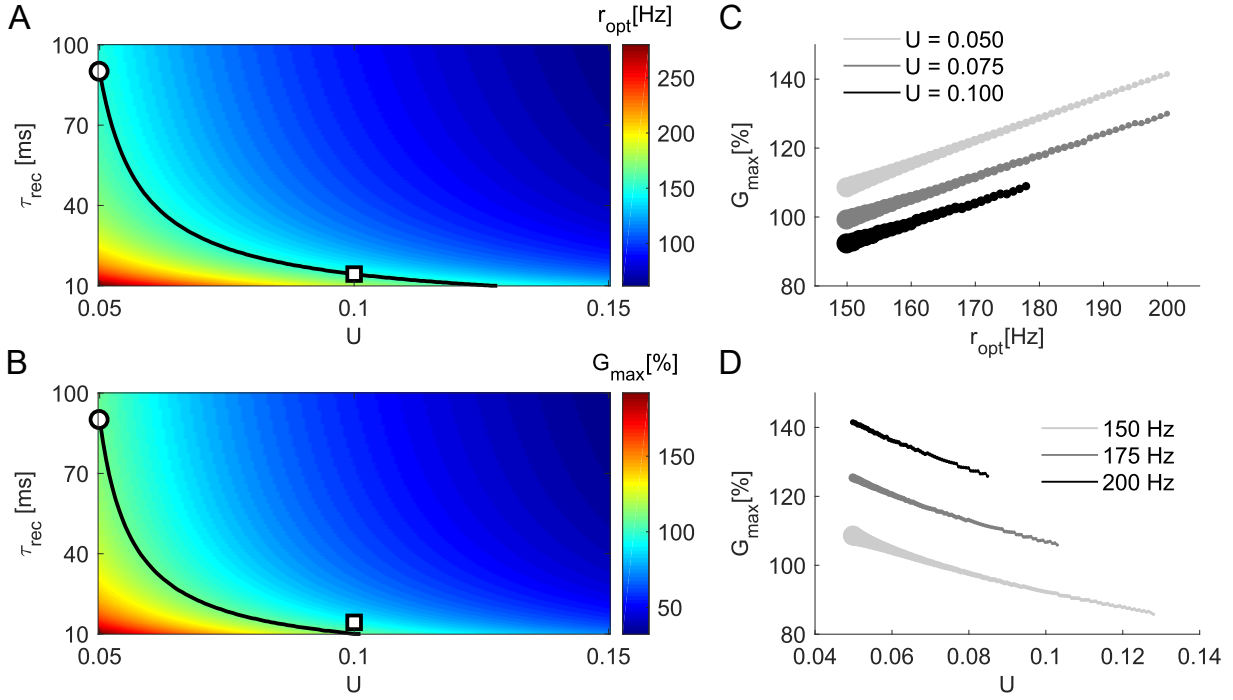 A
r_opt[Hz]
100
70
40
10
τ_rec [ms]
0.05
0.1
0.15
U
250
200
150
100
C
U = 0.050
U = 0.075
U = 0.100
140
120
100
80
G_max[%]
150
160
170
180
190
200
r_opt[Hz]
B
G_max[%]
100
70
40
10
τ_rec [ms]
0.05
0.1
0.15
U
150
100
50
D
150 Hz
175 Hz
200 Hz
140
120
100
80
G_max[%]
0.04
0.06
0.08
0.1
0.12
0.14
U